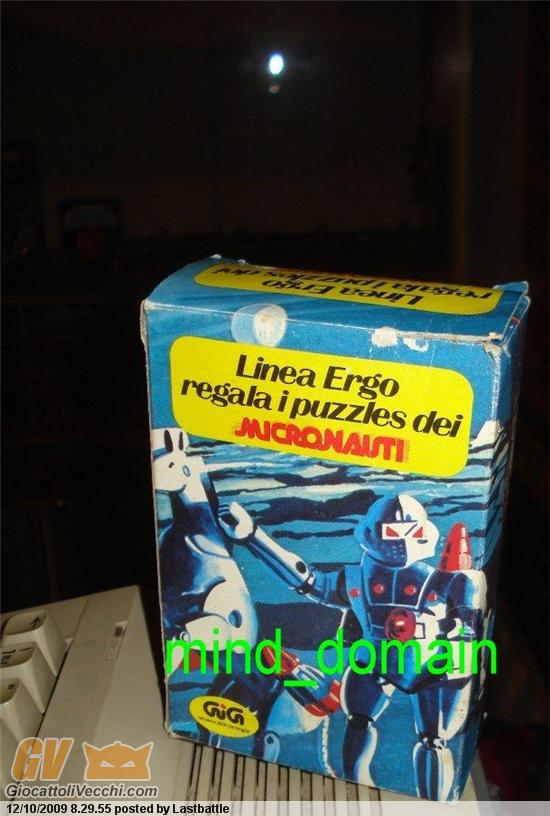 Linea Ergo
regala i puzzles dei
Linea Ergo
regala i puzzles dei
MICRONAUTI
mind_domain
GiG
GV
GiocattoliVecchi.com
12/10/2009 8.29.55 posted by Lastbattle